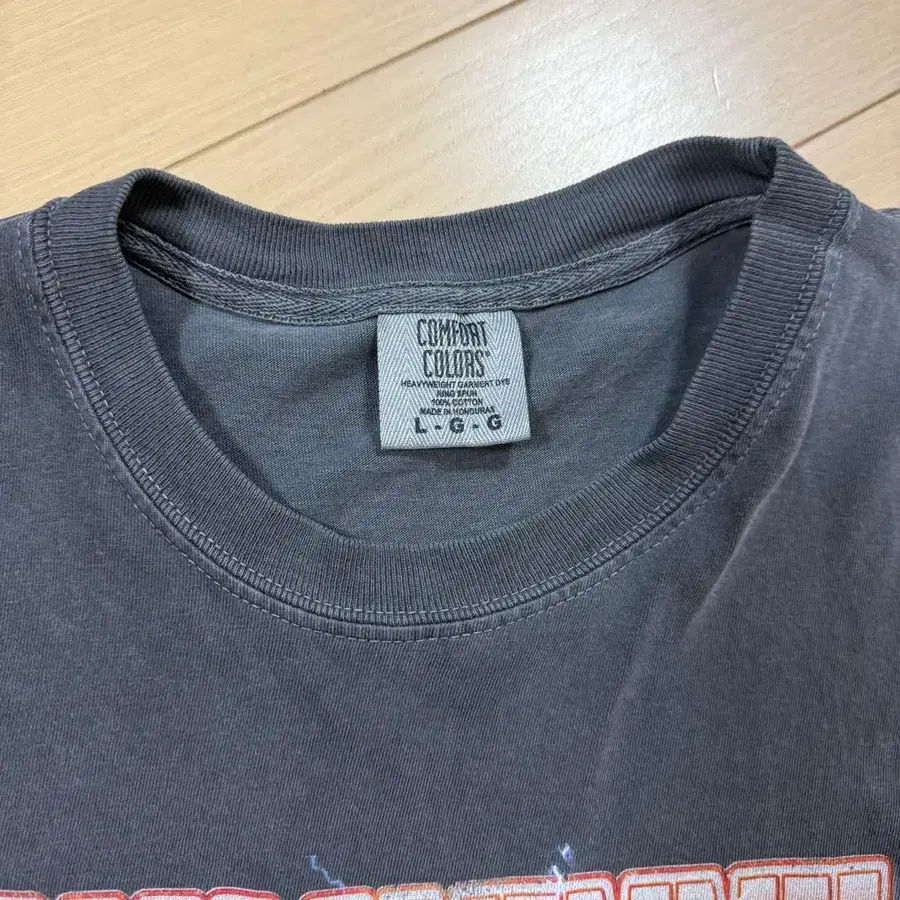 COMFORT
COLORS®
HEAVYWEIGHT GARMENT DYE
RING SPUN
100% COTTON
MADE IN HONDURAS
L - G - G